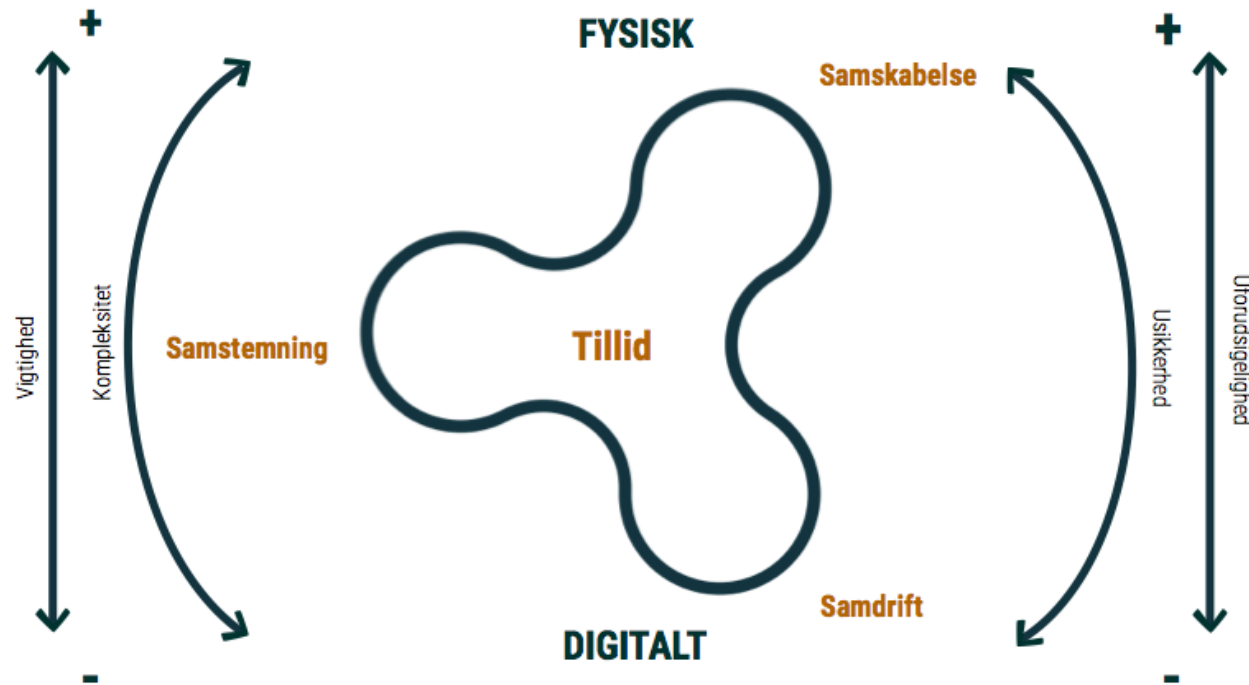 +
FYSISK
+
Samskabelse
Vigtighed
Kompleksitet
Samstemning
Tillid
Usikkerhed
Uforudsigelighed
Samdrift
DIGITALT
-
-